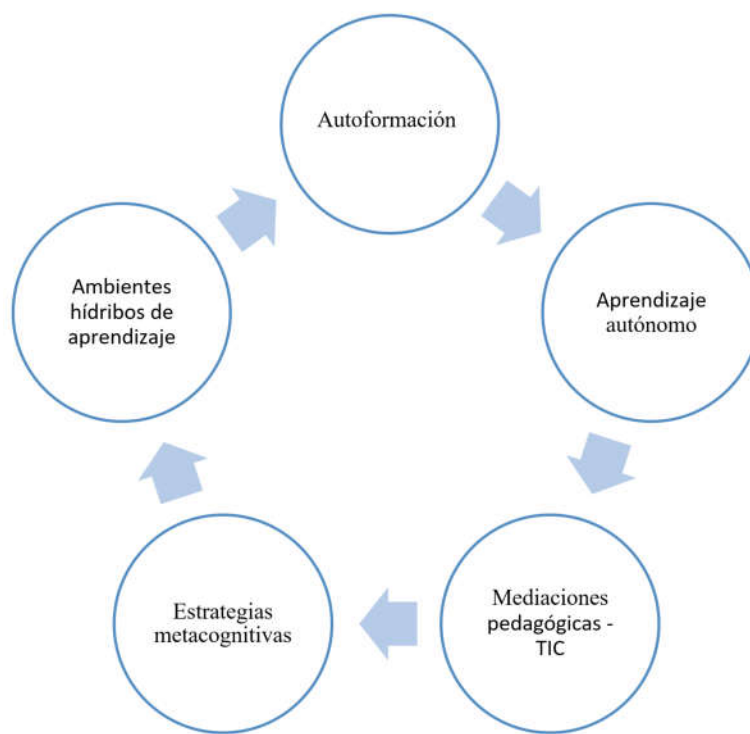 Autoformación
Aprendizaje
autónomo
Mediaciones
pedagógicas -
TIC
Estrategias
metacognitivas
Ambientes
hídribos de
aprendizaje